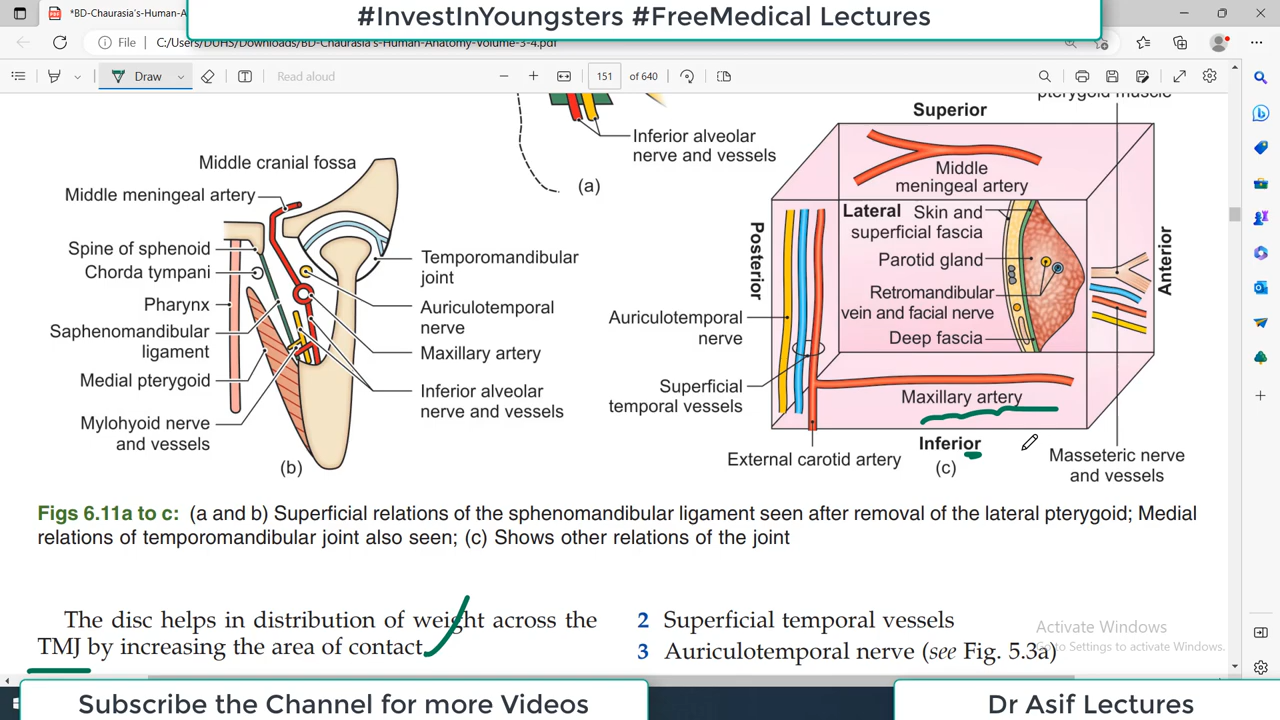 #InvestInYoungsters #FreeMedical Lectures
*BD-Chaurasia's-Human-A
File
C:/Users/DUHS/Downloads/BD-Chaurasia's-Human-Anatomy-Volume-3-4.pdf
Draw
Read aloud
151 of 640
Inferior alveolar
nerve and vessels
(a)
Middle cranial fossa
Middle meningeal artery
Spine of sphenoid
Chorda tympani
Pharynx
Saphenomandibular
ligament
Medial pterygoid
Mylohyoid nerve
and vessels
Temporomandibular
joint
Auriculotemporal
nerve
Maxillary artery
Inferior alveolar
nerve and vessels
(b)
pterygoid muscle
Superior
Middle
meningeal artery
Lateral
Skin and
superficial fascia
Parotid gland
Retromandibular
vein and facial nerve
Deep fascia
Posterior
Anterior
Auriculotemporal
nerve
Superficial
temporal vessels
Maxillary artery
External carotid artery
Inferior
(c)
Masseteric nerve
and vessels
Figs 6.11a to c: (a and b) Superficial relations of the sphenomandibular ligament seen after removal of the lateral pterygoid; Medial
relations of temporomandibular joint also seen; (c) Shows other relations of the joint
The disc helps in distribution of weight across the
TMJ by increasing the area of contact
2 Superficial temporal vessels
3 Auriculotemporal nerve (see Fig. 5.3a)
Activate Windows
Go to Settings to activate Windows.
Subscribe the Channel for more Videos
Dr Asif Lectures